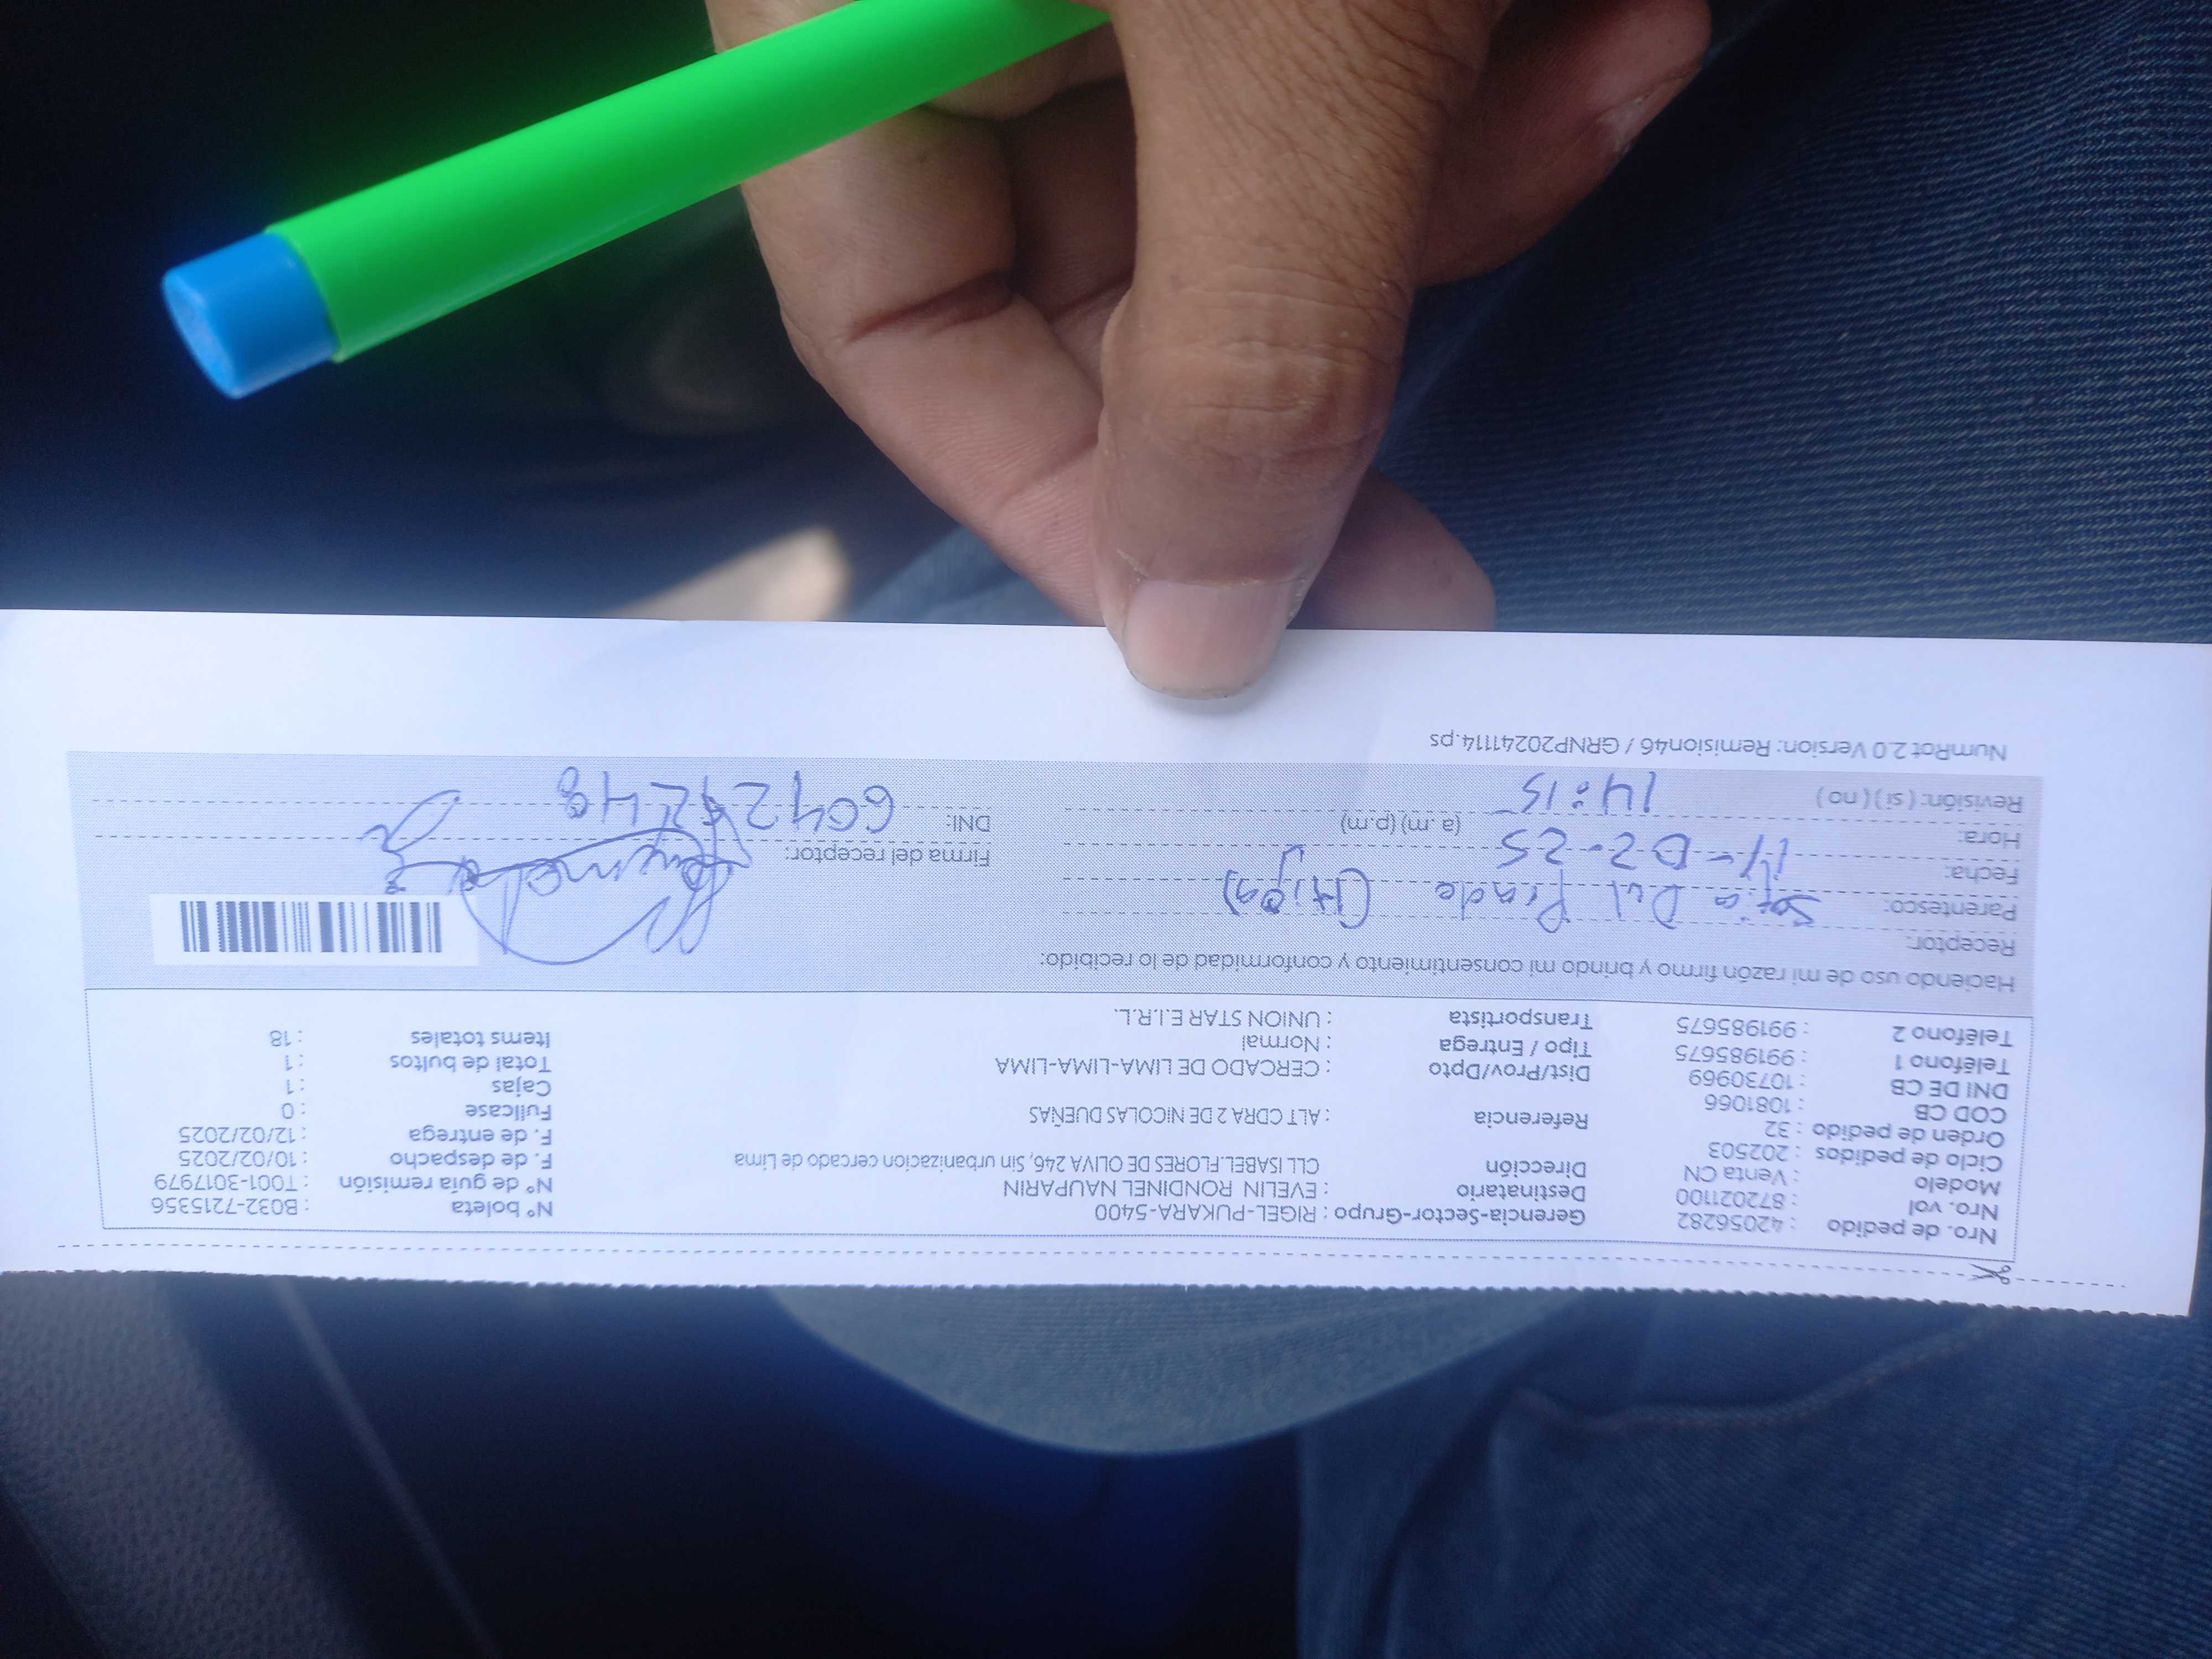 Nro. de pedido : 42056282 Gerencia-Sector-Grupo : RIGEL-PUKARA-5400 N° boleta : B032-7215356
Nro. vol : 872021100 Destinatario : EVELIN RONDINEL NAUPARIN N° de guía remisión : T001-3017979
Modelo : Venta CN Dirección CLL ISABEL.FLORES DE OLIVA 246, Sin urbanizacion cercado de Lima F. de despacho : 10/02/2025
Ciclo de pedidos : 202503 F. de entrega : 12/02/2025
Orden de pedido : 32 Referencia : ALT CDRA 2 DE NICOLAS DUEÑAS Fullcase : 0
COD CB : 1081066 Cajas : 1
DNI DE CB : 10730969 Dist/Prov/Dpto : CERCADO DE LIMA-LIMA-LIMA Total de bultos : 1
Teléfono 1 : 991985675 Tipo / Entrega : Normal Items totales : 18
Teléfono 2 : 991985675 Transportista : UNION STAR E.I.R.L.
Haciendo uso de mi razón firmo y brindo mi consentimiento y conformidad de lo recibido:
Receptor:
Parentesco: Sofia Del Prado (Hija)
Fecha: 14-02-25 Firma del receptor:
Hora: 14:15 (a.m) (p.m) DNI:
Revisión: ( si ) ( no )
NumRot 2.0 Version: Remision46 / GRNP20241114.ps